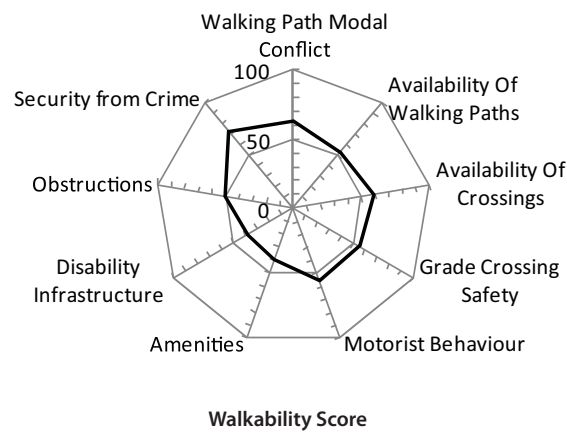 Walking Path Modal
Conflict
100
Availability Of
Walking Paths
Security from Crime
50
Availability Of
Crossings
Obstructions
0
Disability
Infrastructure
Grade Crossing
Safety
Amenities
Motorist Behaviour
Walkability Score